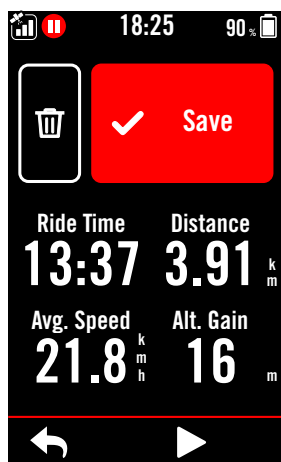 18:25 90 %
Save
Ride Time Distance
13:37 3.91 km
Avg. Speed Alt. Gain
21.8 kmh 16 m